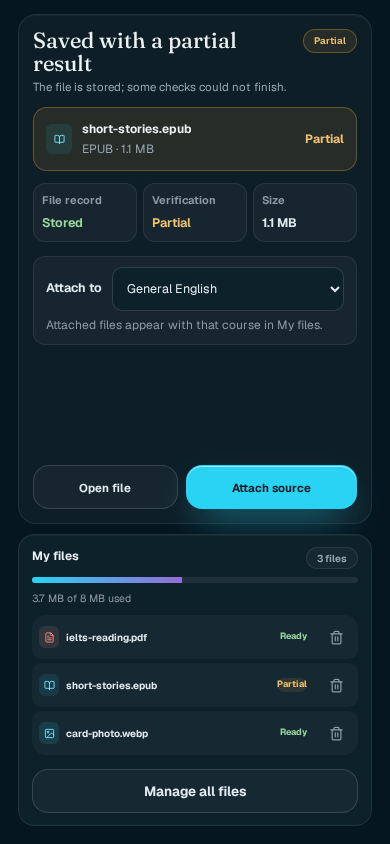 Saved with a partial
result
Partial
The file is stored; some checks could not finish.
short-stories.epub
EPUB · 1.1 MB
Partial
File record
Stored
Verification
Partial
Size
1.1 MB
Attach to
General English
Attached files appear with that course in My files.
Open file
Attach source
My files
3 files
3.7 MB of 8 MB used
ielts-reading.pdf
Ready
short-stories.epub
Partial
card-photo.webp
Ready
Manage all files